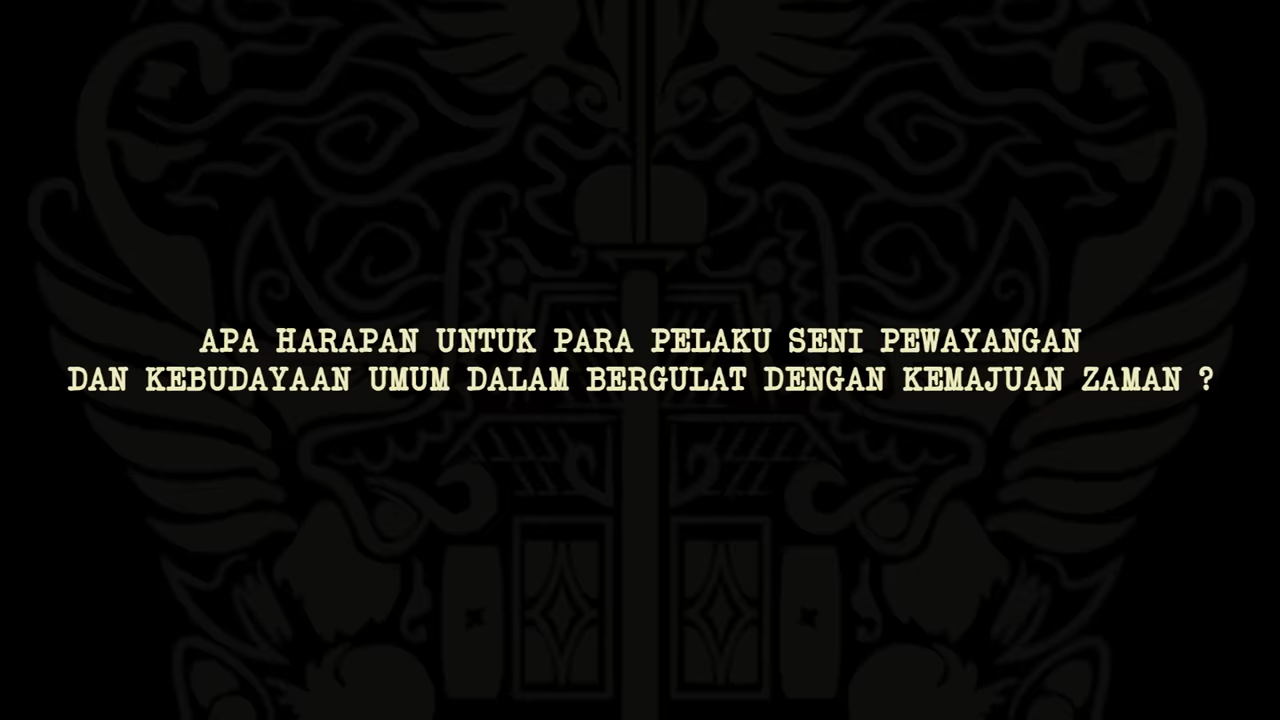 APA HARAPAN UNTUK PARA PELAKU SENI PEWAYANGAN
DAN KEBUDAYAAN UMUM DALAM BERGULAT DENGAN KEMAJUAN ZAMAN ?